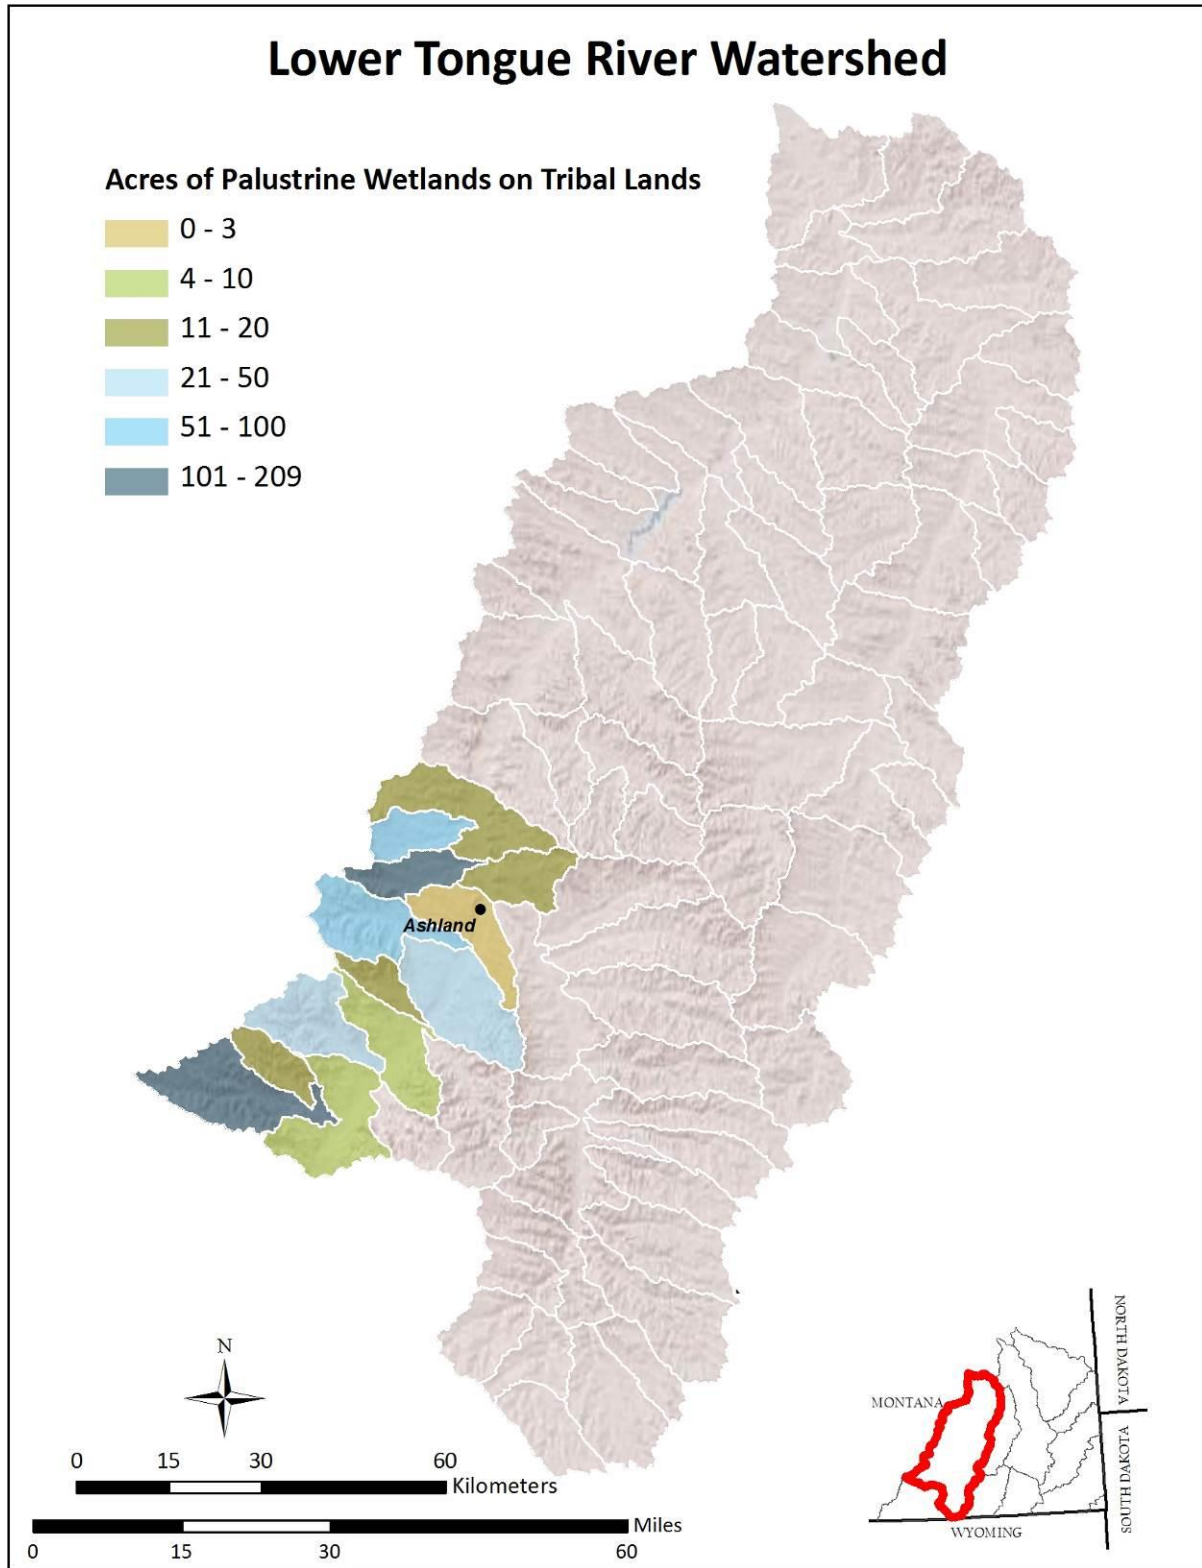 Lower Tongue River Watershed
Acres of Palustrine Wetlands on Tribal Lands
0 - 3
4 - 10
11 - 20
21 - 50
51 - 100
101 - 209
Ashland
N
0 15 30 60
Kilometers
Miles
0 15 30 60
MONTANA
NORTH DAKOTA
SOUTH DAKOTA
WYOMING